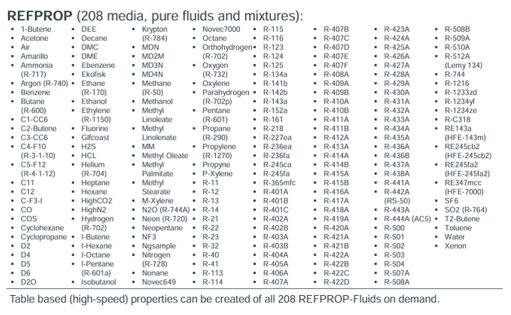 REFPROP (208 media, pure fluids and mixtures):
• 1-Butene
• Acetone
• Air
• Amarillo
• Ammonia
(R-717)
• Argon (R-740)
• Benzene
• Butane
(R-600)
• C1-CC6
• C2-Butene
• C3-CC6
• C4-F10
(R-3-1-10)
• C5-F12
(R-4-1-12)
• C11
• C12
• C-F3-I
• CO
• COS
• Cyclohexane
• Cyclopropane
• D2
• D4
• D5
• D6
• D2O
• DEE
• Decane
• DMC
• DME
• Ebenzene
• Ekofisk
• Ethane
(R-170)
• Ethanol
• Ethylene
(R-1150)
• Fluorine
• Gifcoast
• H2S
• HCL
• Helium
(R-704)
• Heptane
• Hexane
• HighCO2
• HighN2
• Hydrogen
(R-702)
• I-Butane
• I-Hexane
• I-Octane
• I-Pentane
(R-601a)
• Isobutanol
• Krypton
(R-784)
• MDN
• MD2M
• MD3N
• MD4N
• Methane
(R-50)
• Methanol
• Methyl
Linoleate
• Methyl
Linolenate
• MM
• Methyl Oleate
• Methyl
Palmitate
• Methyl
Stearate
• M-Xylene
• N2O (R-744A)
• Neon (R-720)
• Neopentane
• NF3
• Ngsample
• Nitrogen
(R-728)
• Nonane
• Novec649
• Novec7000
• Octane
• Orthohydrogen
(R-702)
• Oxygen
(R-732)
• Oxylene
• Parahydrogen
(R-702p)
• Pentane
(R-601)
• Propane
(R-290)
• Propylene
(R-1270)
• Propyne
• P-Xylene
• R-11
• R-12
• R-13
• R-14
• R-21
• R-22
• R-23
• R-32
• R-40
• R-41
• R-113
• R-114
• R-115
• R-116
• R-123
• R-124
• R-125
• R-134a
• R-141b
• R-142b
• R-143a
• R-152a
• R-161
• R-218
• R-227ea
• R-236ea
• R-236fa
• R-245ca
• R-245fa
• R-365mfc
• R-401A
• R-401B
• R-401C
• R-402A
• R-402B
• R-403A
• R-403B
• R-404A
• R-405A
• R-406A
• R-407A
• R-407B
• R-407C
• R-407D
• R-407E
• R-407F
• R-408A
• R-409A
• R-409B
• R-410A
• R-410B
• R-411A
• R-411B
• R-412A
• R-413A
• R-414A
• R-414B
• R-415A
• R-415B
• R-416A
• R-417A
• R-418A
• R-419A
• R-420A
• R-421A
• R-421B
• R-422A
• R-422B
• R-422C
• R-422D
• R-423A
• R-424A
• R-425A
• R-426A
• R-427A
• R-428A
• R-429A
• R-430A
• R-431A
• R-432A
• R-433A
• R-434A
• R-435A
• R-436A
• R-436B
• R-437A
• R-438A
• R-441A
• R-442A
(RS-50)
• R-443A
• R-444A (AC5)
• R-500
• R-501
• R-502
• R-503
• R-504
• R-507A
• R-508A
• R-508B
• R-509A
• R-510A
• R-512A
(Lemy 134)
• R-744
• R-1216
• R-1233zd
• R-1234yf
• R-1234ze
• R-C318
• RE143a
(HFE-143m)
• RE245cb2
(HFE-245cb2)
• RE245fa2
(HFE-245fa2)
• RE347mcc
(HFE-7000)
• SF6
• SO2 (R-764)
• T2-Butene
• Toluene
• Water
• Xenon
Table based (high-speed) properties can be created of all 208 REFPROP-Fluids on demand.